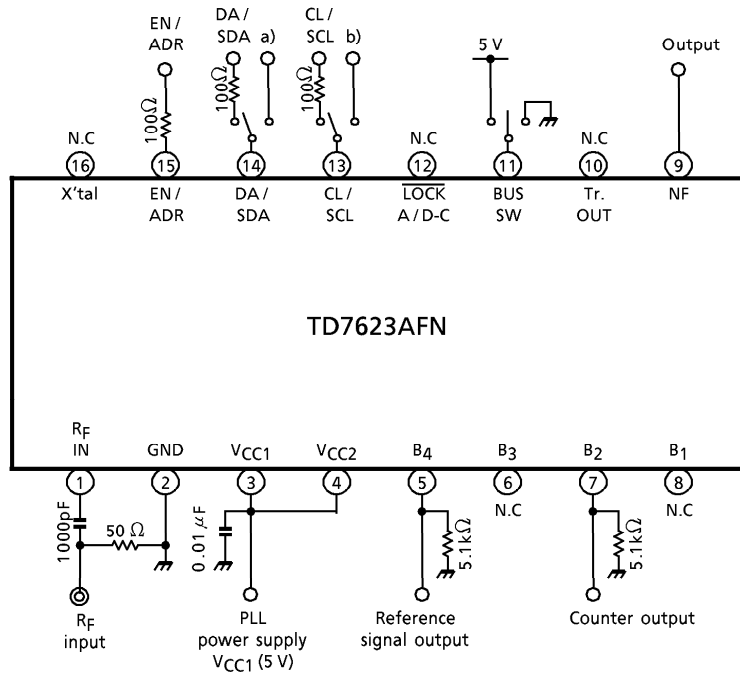 EN /
ADR
DA /
SDA a)
CL /
SCL b)
5 V
Output
100Ω
100Ω
100Ω
N.C
N.C
N.C
16
15
14
13
12
11
10
9
X'tal
EN /
ADR
DA /
SDA
CL /
SCL
LOCK
A / D-C
BUS
SW
Tr.
OUT
NF
TD7623AFN
RF
IN
GND
VCC1
VCC2
B4
B3
B2
B1
1
2
3
4
5
6
7
8
N.C
N.C
1000pF
50 Ω
0.01 μF
5.1kΩ
5.1kΩ
RF
input
PLL
power supply
VCC1 (5 V)
Reference
signal output
Counter output